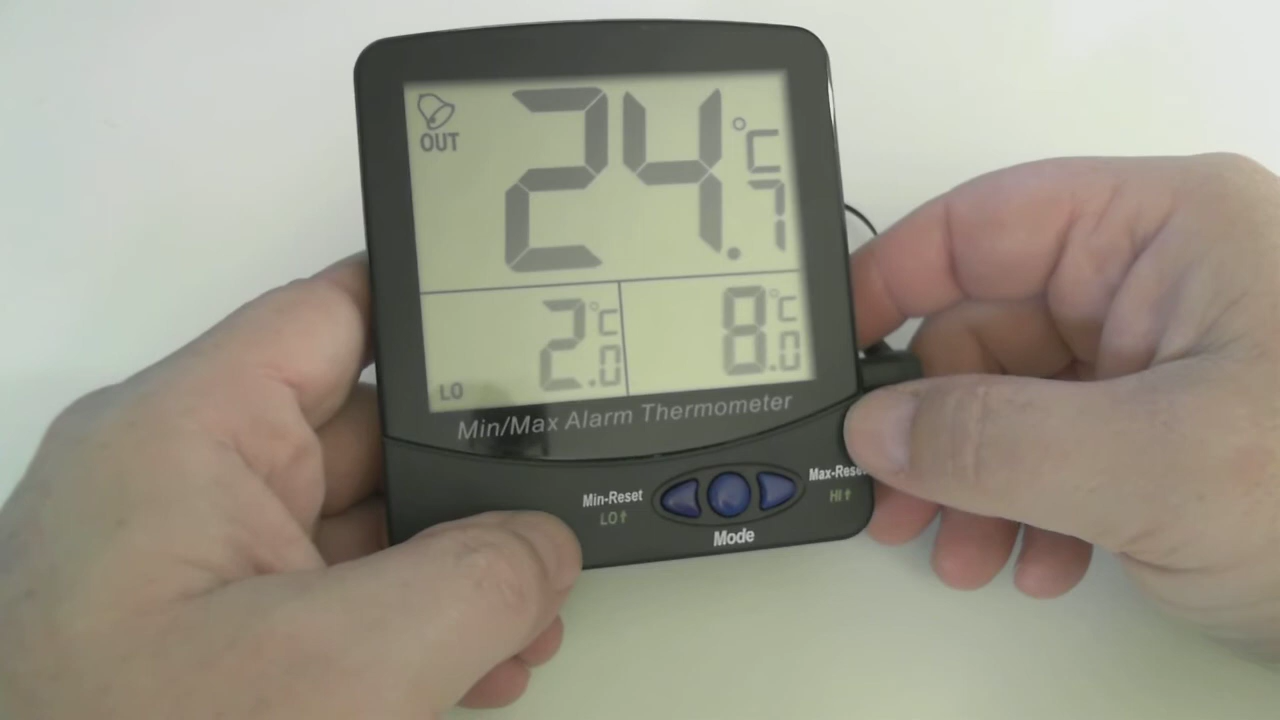 OUT
24.7 °C
2.0 °C
8.0 °C
LO
Min/Max Alarm Thermometer
Min-Reset
LO↑
Mode
Max-Reset
HI↑